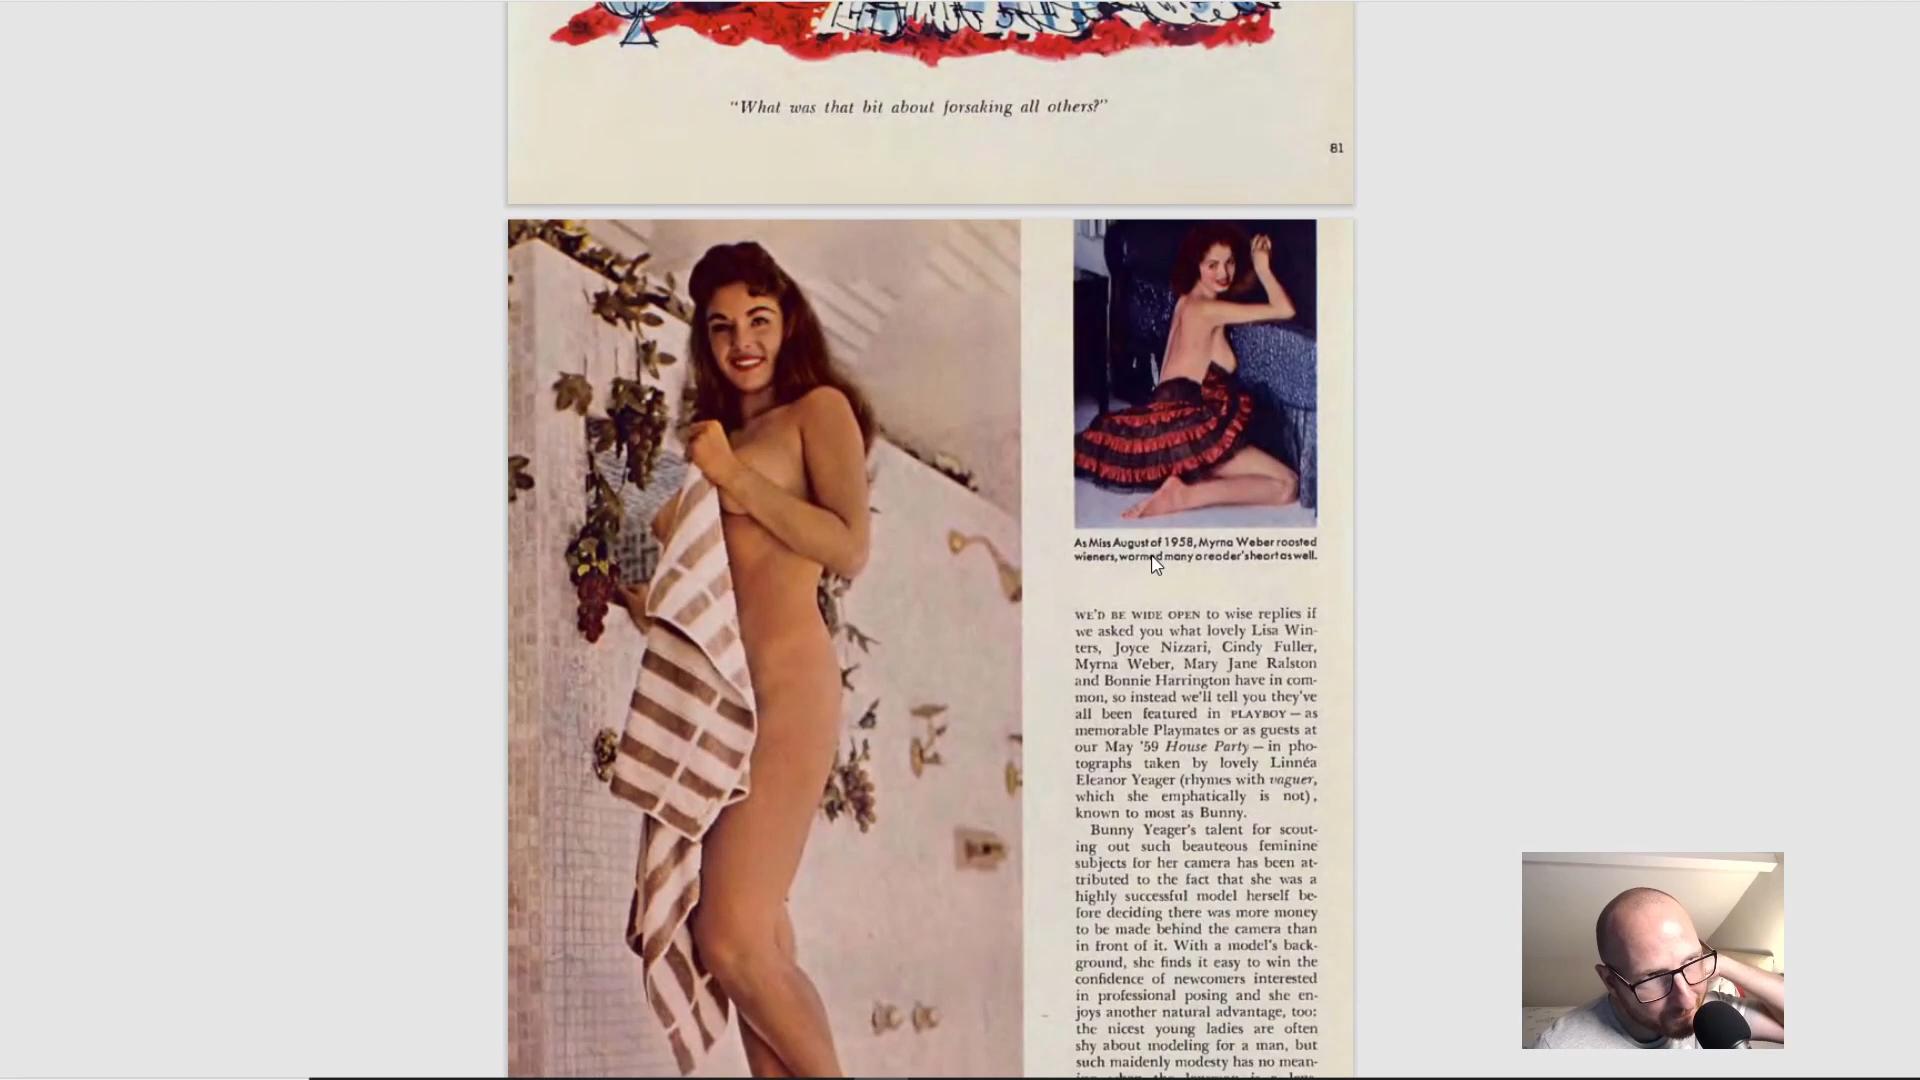 "What was that bit about forsaking all others?"
81
As Miss August of 1958, Myrna Weber roasted
wieners, warmed many a reader's heart as well.
WE'D BE WIDE OPEN to wise replies if
we asked you what lovely Lisa Win-
ters, Joyce Nizzari, Cindy Fuller,
Myrna Weber, Mary Jane Ralston
and Bonnie Harrington have in com-
mon, so instead we'll tell you they've
all been featured in PLAYBOY — as
memorable Playmates or as guests at
our May '59 House Party — in pho-
tographs taken by lovely Linnéa
Eleanor Yeager (rhymes with vaguer,
which she emphatically is not),
known to most as Bunny.
Bunny Yeager's talent for scout-
ing out such beauteous feminine
subjects for her camera has been at-
tributed to the fact that she was a
highly successful model herself be-
fore deciding there was more money
to be made behind the camera than
in front of it. With a model's back-
ground, she finds it easy to win the
confidence of newcomers interested
in professional posing and she en-
joys another natural advantage, too:
the nicest young ladies are often
shy about modeling for a man, but
such maidenly modesty has no mean-